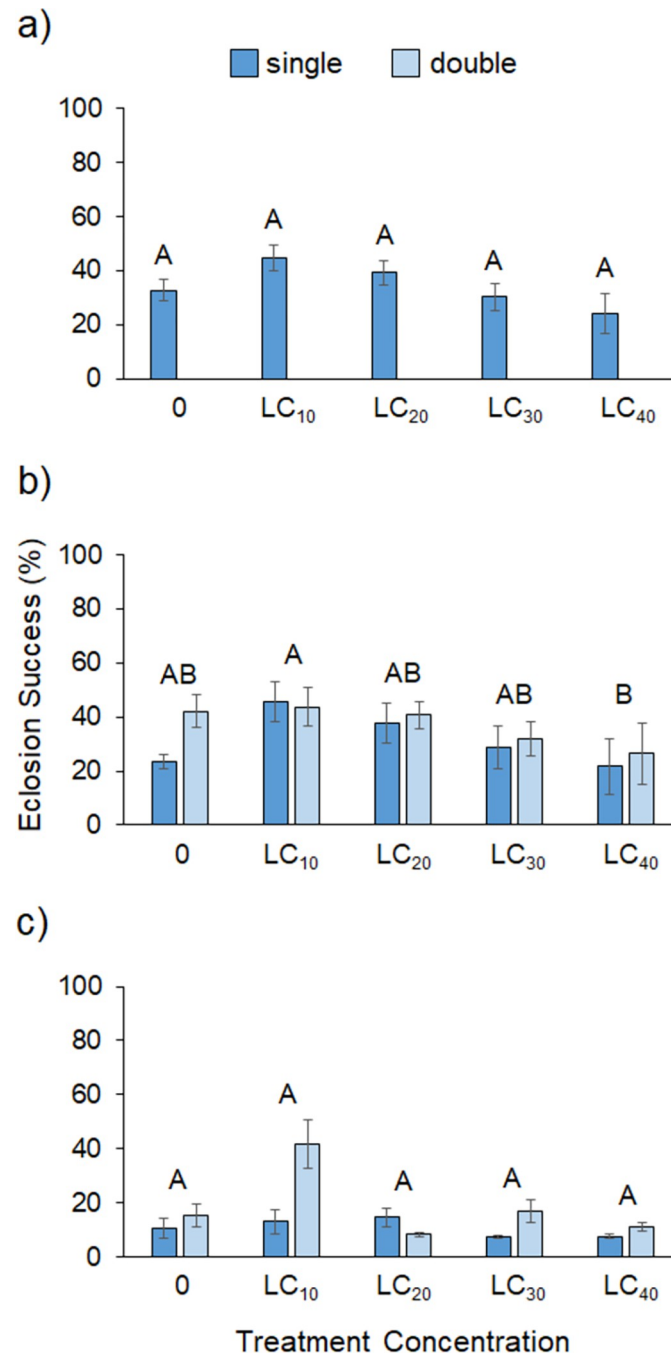 a)
single double
100
80
60
40
20
0
A A A A A
0 LC₁₀ LC₂₀ LC₃₀ LC₄₀
b)
Eclosion Success (%)
100
80
60
40
20
0
AB A AB AB B
0 LC₁₀ LC₂₀ LC₃₀ LC₄₀
c)
100
80
60
40
20
0
A A A A A
0 LC₁₀ LC₂₀ LC₃₀ LC₄₀
Treatment Concentration